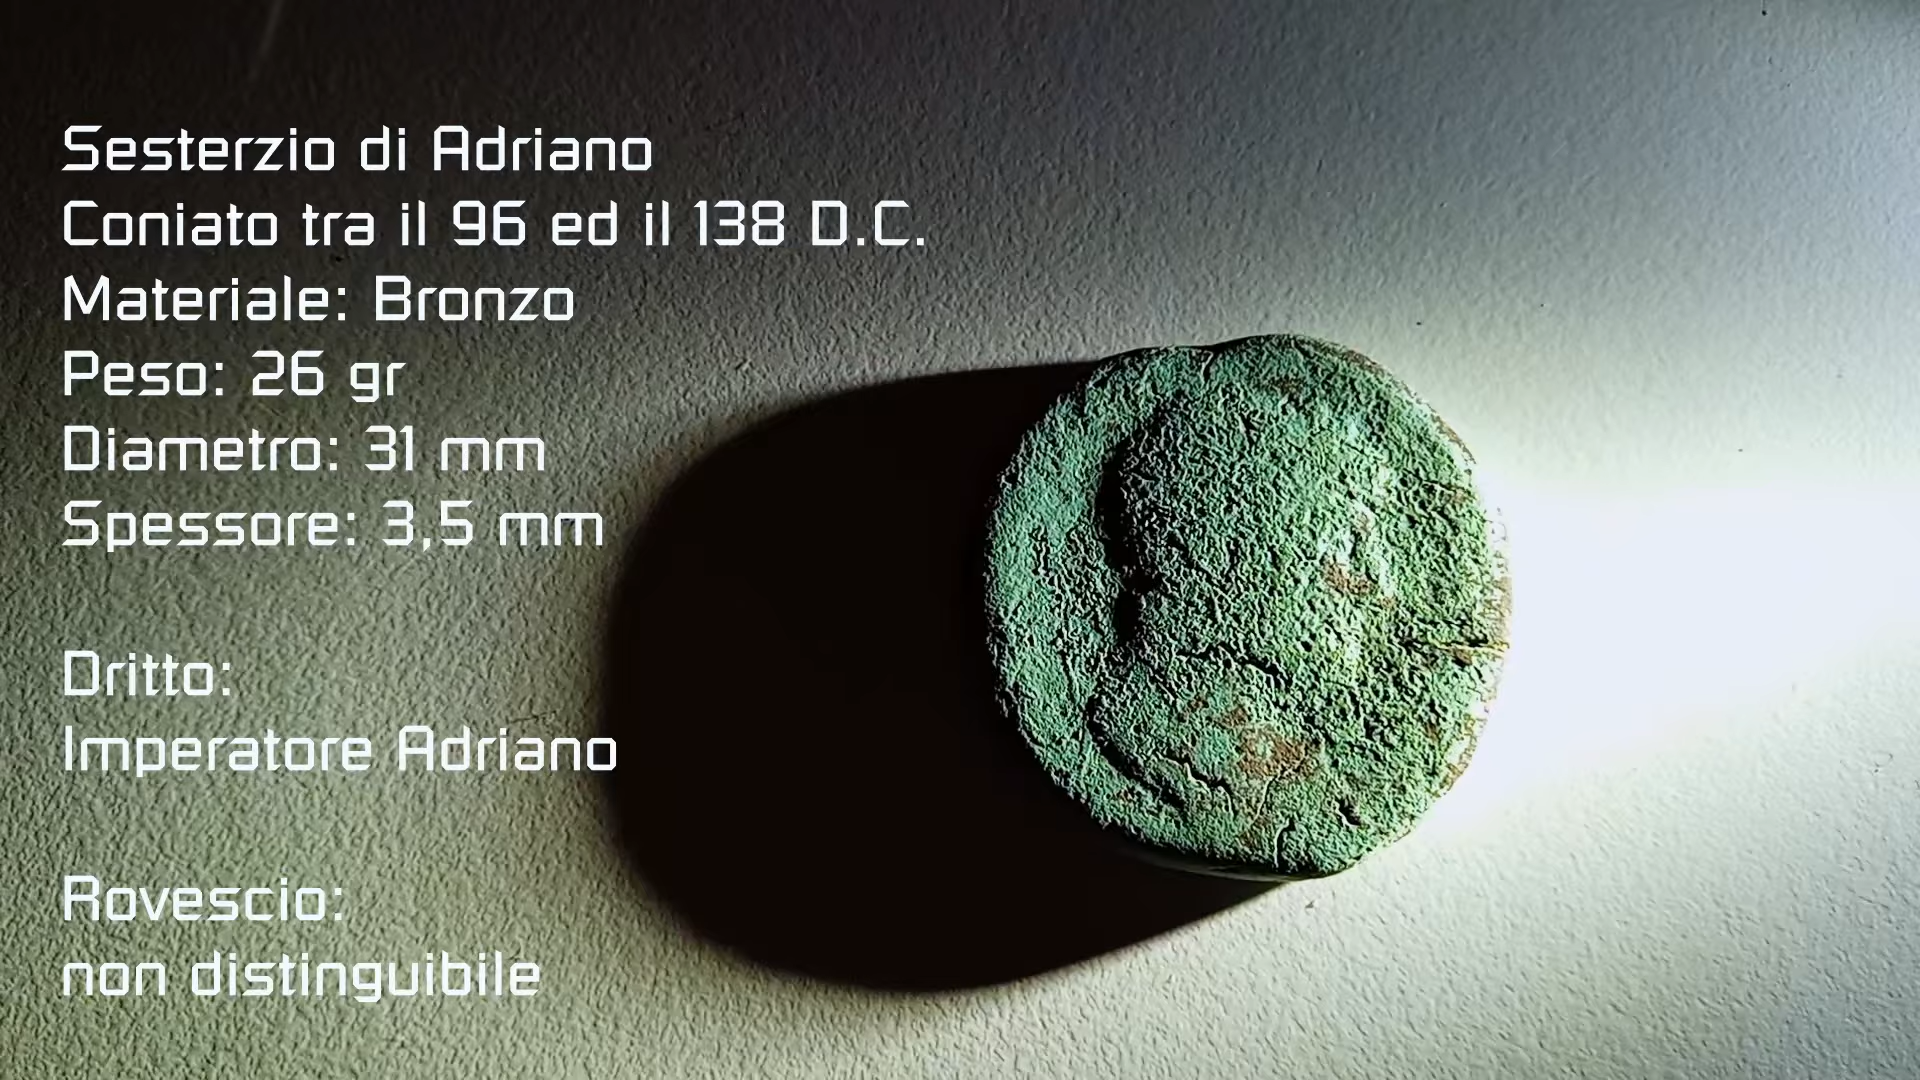 Sesterzio di Adriano
Coniato tra il 96 ed il 138 D.C.
Materiale: Bronzo
Peso: 26 gr
Diametro: 31 mm
Spessore: 3,5 mm
Dritto:
Imperatore Adriano
Rovescio:
non distinguibile